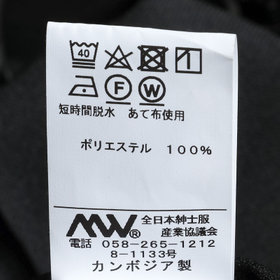 40
F W
短時間脱水 あて布使用
ポリエステル 100%
MW® 全日本紳士服
産業協議会
電話 058-265-1212
8-1133号
カンボジア製